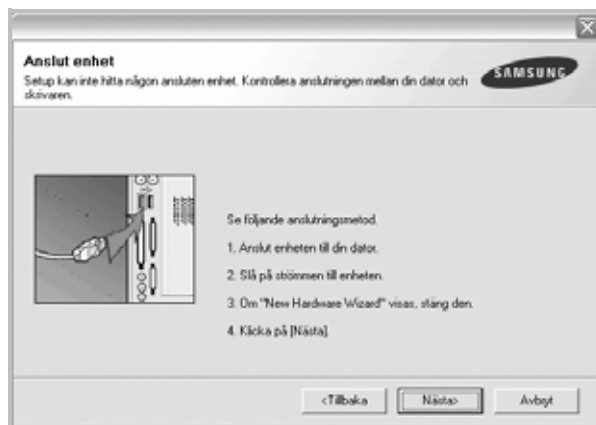 Anslut enhet
Setup kan inte hitta någon ansluten enhet. Kontrollera anslutningen mellan din dator och
skrivaren.
SAMSUNG
Se följande anslutningsmetod.
1. Anslut enheten till din dator.
2. Slå på strömmen till enheten.
3. Om "New Hardware Wizard" visas, stäng den.
4. Klicka på [Nästa].
<Tillbaka
Nästa>
Avbryt